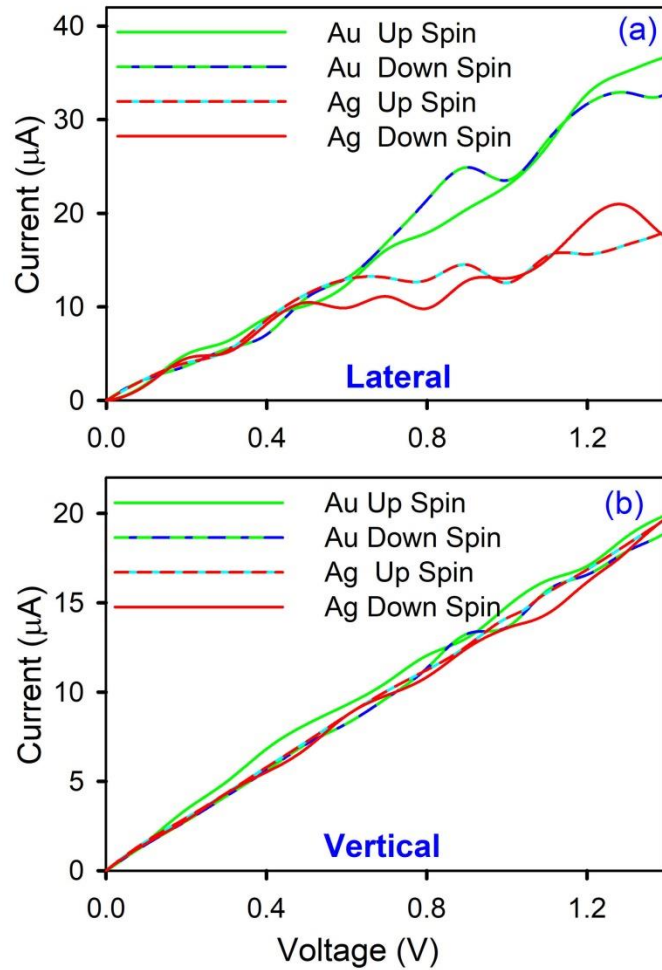 40
30
20
10
0
Current (μA)
(a)
Au Up Spin
Au Down Spin
Ag Up Spin
Ag Down Spin
Lateral
0.0 0.4 0.8 1.2
20
15
10
5
0
Current (μA)
(b)
Au Up Spin
Au Down Spin
Ag Up Spin
Ag Down Spin
Vertical
0.0 0.4 0.8 1.2
Voltage (V)